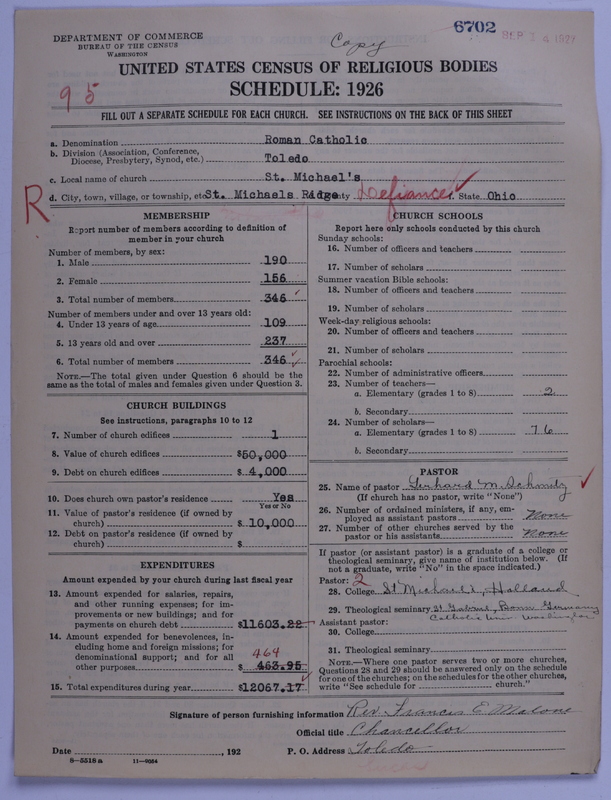 DEPARTMENT OF COMMERCE
BUREAU OF THE CENSUS
WASHINGTON
Copy
6702
SEP 14 1927
UNITED STATES CENSUS OF RELIGIOUS BODIES
SCHEDULE: 1926
95
FILL OUT A SEPARATE SCHEDULE FOR EACH CHURCH. SEE INSTRUCTIONS ON THE BACK OF THIS SHEET
a. Denomination Roman Catholic
b. Division (Association, Conference, Diocese, Presbytery, Synod, etc.) Toledo
c. Local name of church St. Michael's
R
d. City, town, village, or township, etc. St. Michaels Ridge County Defiance State Ohio
MEMBERSHIP
Report number of members according to definition of
member in your church
Number of members, by sex:
1. Male 190
2. Female 156
3. Total number of members 346
Number of members under and over 13 years old:
4. Under 13 years of age 109
5. 13 years old and over 237
6. Total number of members 346
NOTE.—The total given under Question 6 should be the
same as the total of males and females given under Question 3.
CHURCH BUILDINGS
See instructions, paragraphs 10 to 12
7. Number of church edifices 1
8. Value of church edifices $50,000
9. Debt on church edifices $4,000
10. Does church own pastor's residence Yes
Yes or No
11. Value of pastor's residence (if owned by
church) $10,000
12. Debt on pastor's residence (if owned by
church) $
EXPENDITURES
Amount expended by your church during last fiscal year
13. Amount expended for salaries, repairs,
and other running expenses; for im-
provements or new buildings; and for
payments on church debt $11603.22
14. Amount expended for benevolences, in-
cluding home and foreign missions; for
denominational support; and for all
464
other purposes $463.95
15. Total expenditures during year $12067.17
CHURCH SCHOOLS
Report here only schools conducted by this church
Sunday schools:
16. Number of officers and teachers
17. Number of scholars
Summer vacation Bible schools:
18. Number of officers and teachers
19. Number of scholars
Week-day religious schools:
20. Number of officers and teachers
21. Number of scholars
Parochial schools:
22. Number of administrative officers
23. Number of teachers—
a. Elementary (grades 1 to 8) 2
b. Secondary
24. Number of scholars—
a. Elementary (grades 1 to 8) 76
b. Secondary
PASTOR
25. Name of pastor Gerhard M. Schmitz
(If church has no pastor, write "None")
26. Number of ordained ministers, if any, em-
ployed as assistant pastors None
27. Number of other churches served by the
pastor or his assistants None
If pastor (or assistant pastor) is a graduate of a college or
theological seminary, give name of institution below. (If
not a graduate, write "No" in the space indicated.)
Pastor: 2
28. College St Michael, Holland
29. Theological seminary St Gabriel, Bonn Germany
Catholic Univ. Washington
Assistant pastor:
30. College
31. Theological seminary
NOTE.—Where one pastor serves two or more churches,
Questions 28 and 29 should be answered only on the schedule
for one of the churches; on the schedules for the other churches,
write "See schedule for church."
Signature of person furnishing information Rev. Francis E Malone
Official title Chancellor
Date , 192 P. O. Address Toledo
8—5518 a 11—9064